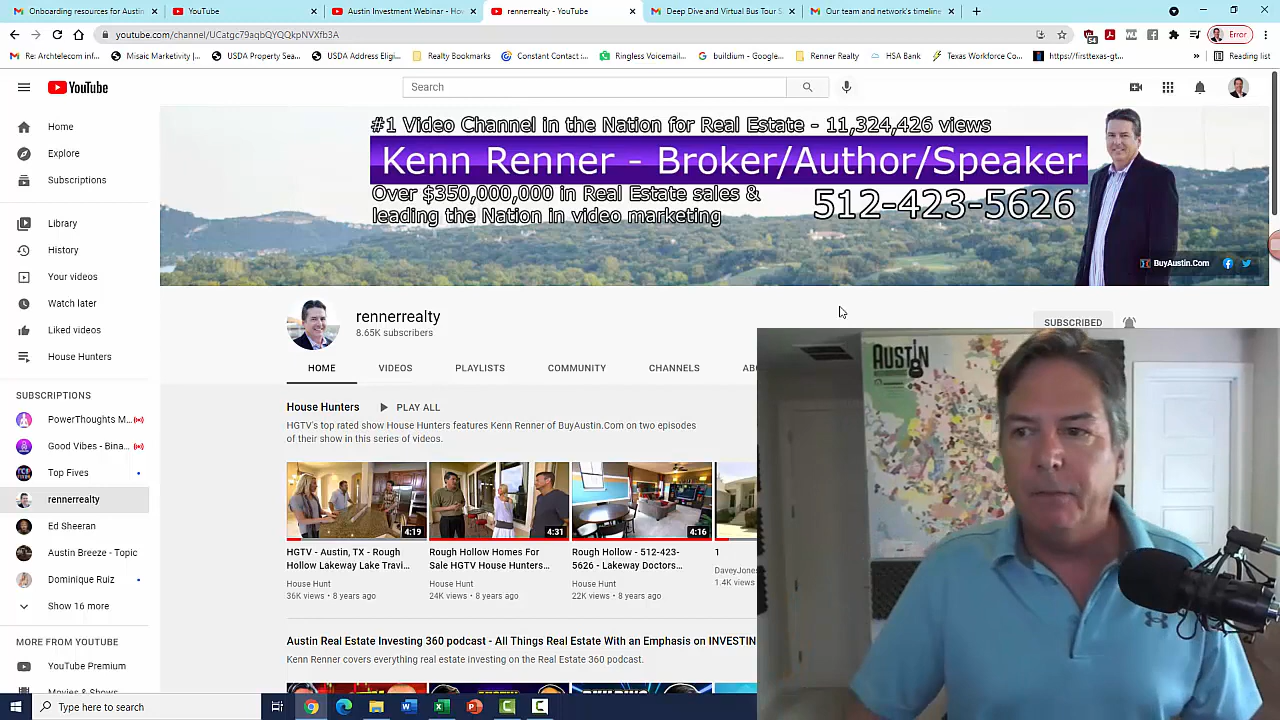 Onboarding resources for Austi
YouTube
Austin Investment Webinar - Ho
rennerrealty - YouTube
Deep Dive and Virtual Bus Tour S
Our team and network's timeline
youtube.com/channel/UCatgc79aqbQYQQkpNVXfb3A
54
Error
Re: Architelecom inf...
Misaic Marketivity |...
USDA Property Sea...
USDA Address Eligi...
Realty Bookmarks
Constant Contact :...
Ringless Voicemail...
buildium - Google...
Renner Realty
HSA Bank
Texas Workforce Co...
https://firsttexas-gt...
Reading list
YouTube
Search
Home
Explore
Subscriptions
Library
History
Your videos
Watch later
Liked videos
House Hunters
SUBSCRIPTIONS
PowerThoughts M...
Good Vibes - Bina...
Top Fives
rennerrealty
Ed Sheeran
Austin Breeze - Topic
Dominique Ruiz
Show 16 more
MORE FROM YOUTUBE
YouTube Premium
Movies & Shows
#1 Video Channel in the Nation for Real Estate - 11,324,426 views
Kenn Renner - Broker/Author/Speaker
Over $350,000,000 in Real Estate sales &
leading the Nation in video marketing
512-423-5626
BuyAustin.Com
rennerrealty
8.65K subscribers
SUBSCRIBED
HOME
VIDEOS
PLAYLISTS
COMMUNITY
CHANNELS
AB
House Hunters
PLAY ALL
HGTV's top rated show House Hunters features Kenn Renner of BuyAustin.Com on two episodes
of their show in this series of videos.
4:19
4:31
4:16
HGTV - Austin, TX - Rough
Hollow Lakeway Lake Travi...
House Hunt
36K views • 8 years ago
Rough Hollow Homes For
Sale HGTV House Hunters...
House Hunt
24K views • 8 years ago
Rough Hollow - 512-423-
5626 - Lakeway Doctors...
House Hunt
22K views • 8 years ago
1
DaveyJones
1.4K views
Austin Real Estate Investing 360 podcast - All Things Real Estate With an Emphasis on INVESTIN
Kenn Renner covers everything real estate investing on the Real Estate 360 podcast.
AUSTIN
Type here to search